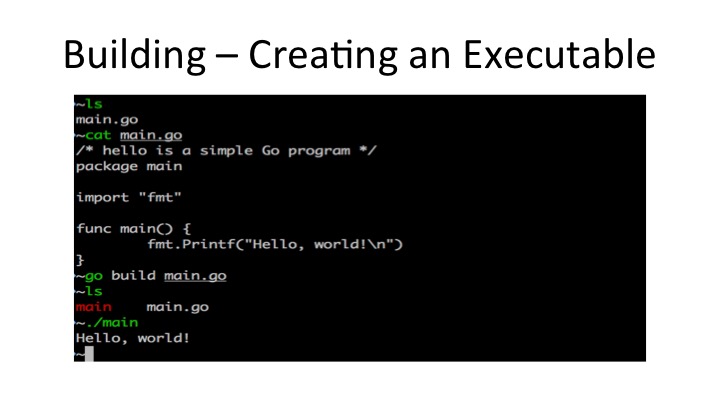 Building – Creating an Executable
~ls
main.go
~cat main.go
/* hello is a simple Go program */
package main
import "fmt"
func main() {
        fmt.Printf("Hello, world!\n")
}
~go build main.go
~ls
main    main.go
~./main
Hello, world!
~